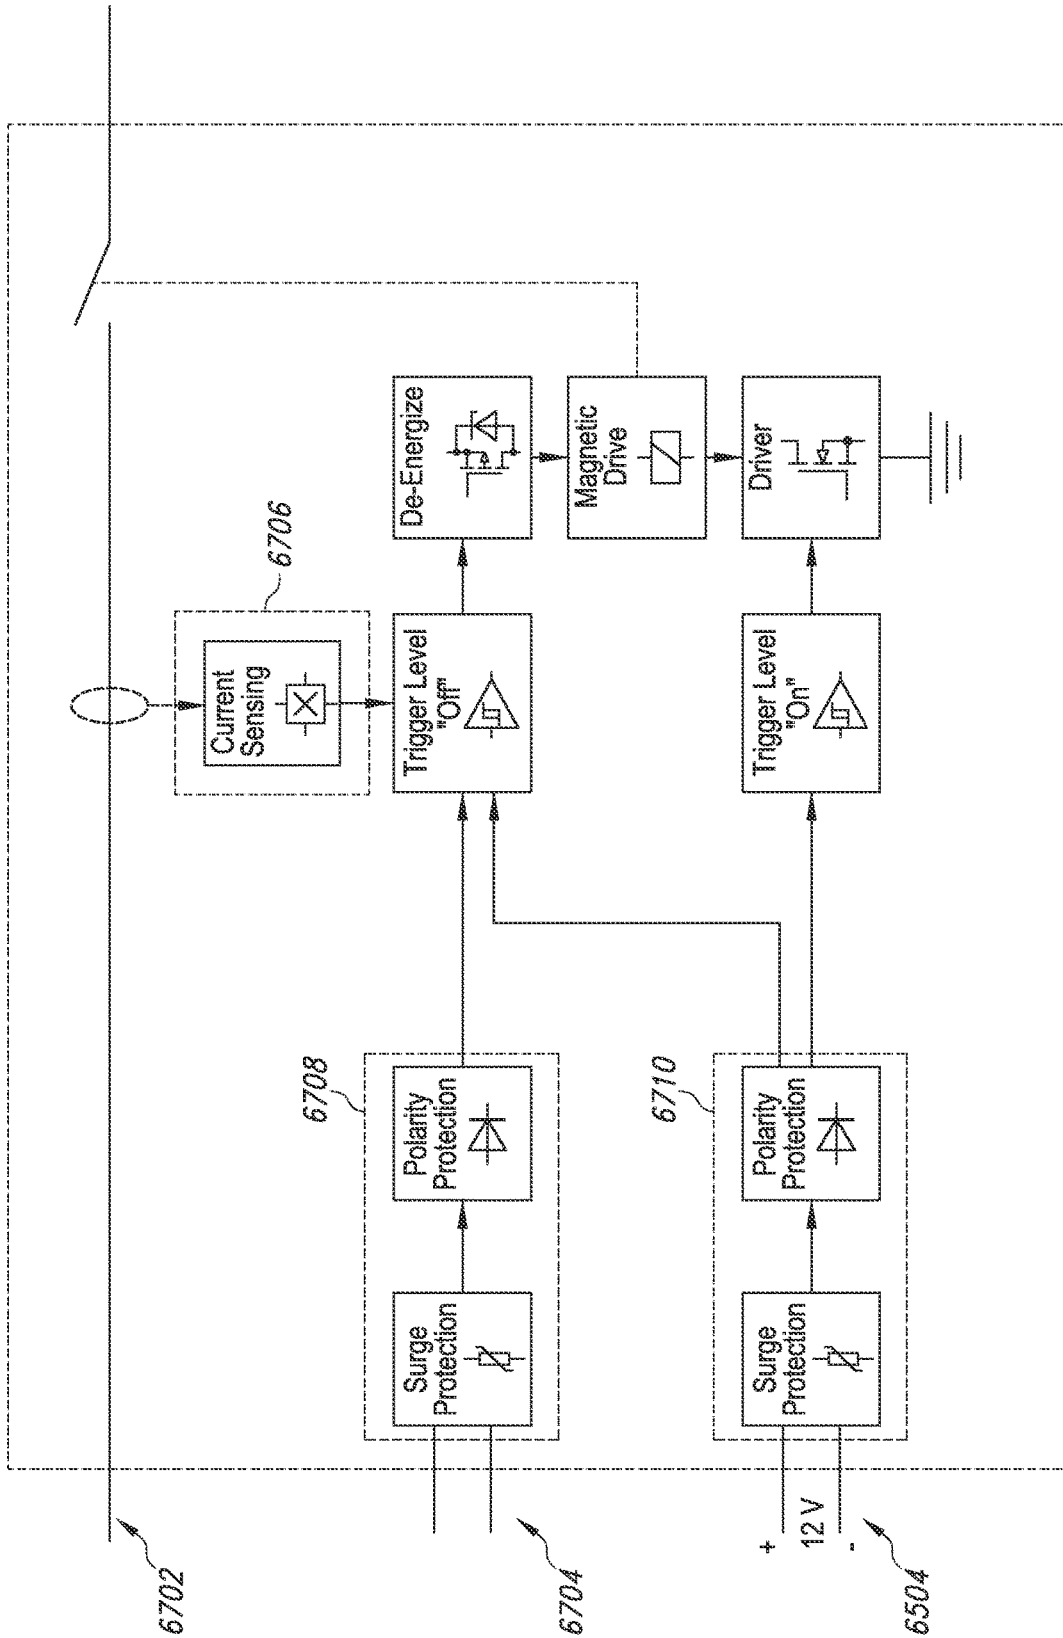 6702
6706
Current
Sensing
De-Energize
Magnetic
Drive
Driver
Trigger Level
"Off"
Trigger Level
"On"
6708
Polarity
Protection
Surge
Protection
6704
6710
Polarity
Protection
Surge
Protection
+
12 V
-
6504